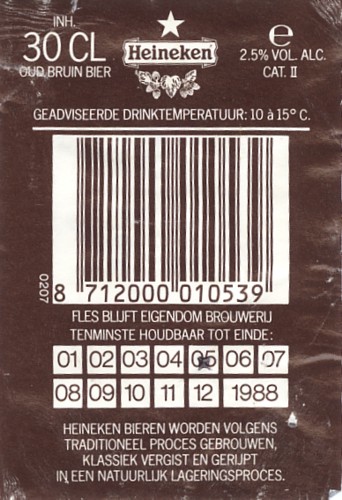 INH.
30 CL
OUD BRUIN BIER
Heineken
e
2.5% VOL. ALC.
CAT. II
GEADVISEERDE DRINKTEMPERATUUR: 10 à 15° C.
0207
8 712000 010539
FLES BLIJFT EIGENDOM BROUWERIJ
TENMINSTE HOUDBAAR TOT EINDE:
01 02 03 04 05 06 07
08 09 10 11 12 1988
HEINEKEN BIEREN WORDEN VOLGENS
TRADITIONEEL PROCES GEBROUWEN,
KLASSIEK VERGIST EN GERIJPT
IN EEN NATUURLIJK LAGERINGSPROCES.